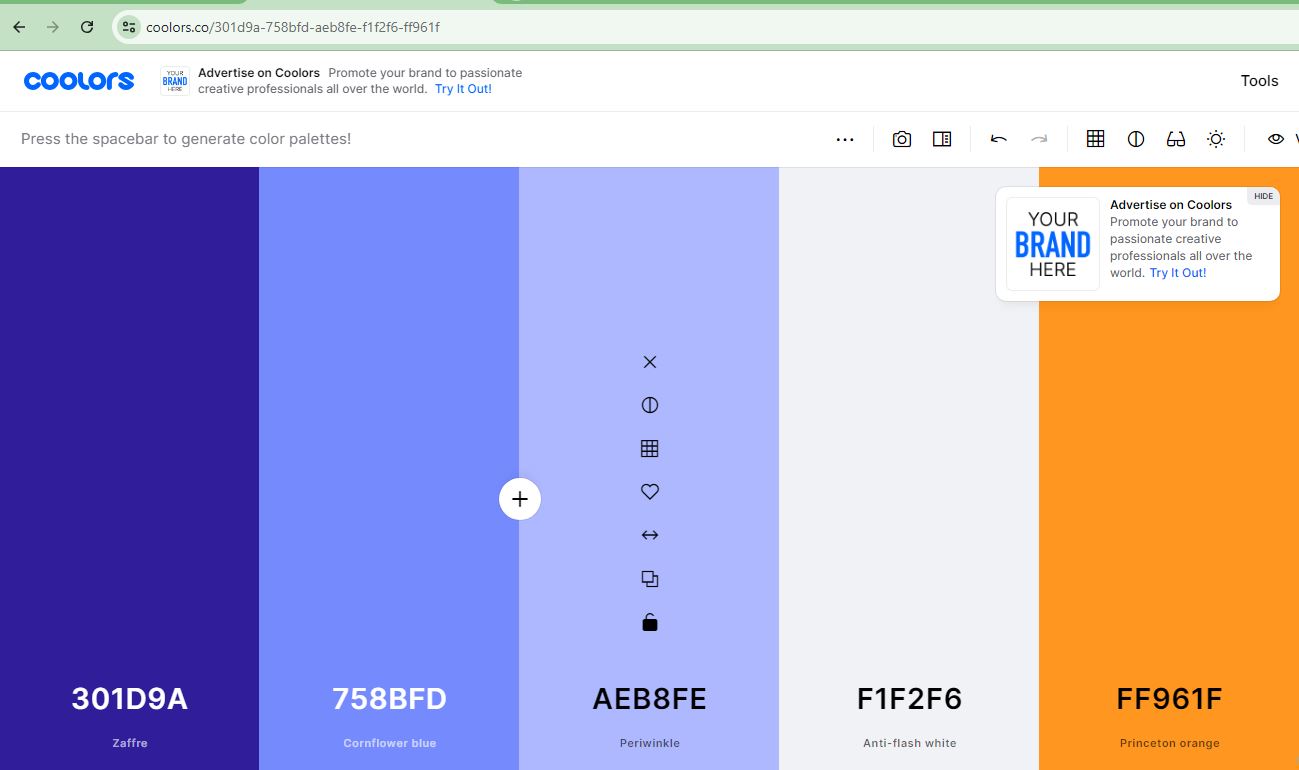 coolors.co/301d9a-758bfd-aeb8fe-f1f2f6-ff961f
coolors
YOUR
BRAND
HERE
Advertise on Coolors Promote your brand to passionate
creative professionals all over the world. Try It Out!
Tools
Press the spacebar to generate color palettes!
HIDE
YOUR
BRAND
HERE
Advertise on Coolors
Promote your brand to
passionate creative
professionals all over the
world. Try It Out!
301D9A
Zaffre
758BFD
Cornflower blue
AEB8FE
Periwinkle
F1F2F6
Anti-flash white
FF961F
Princeton orange